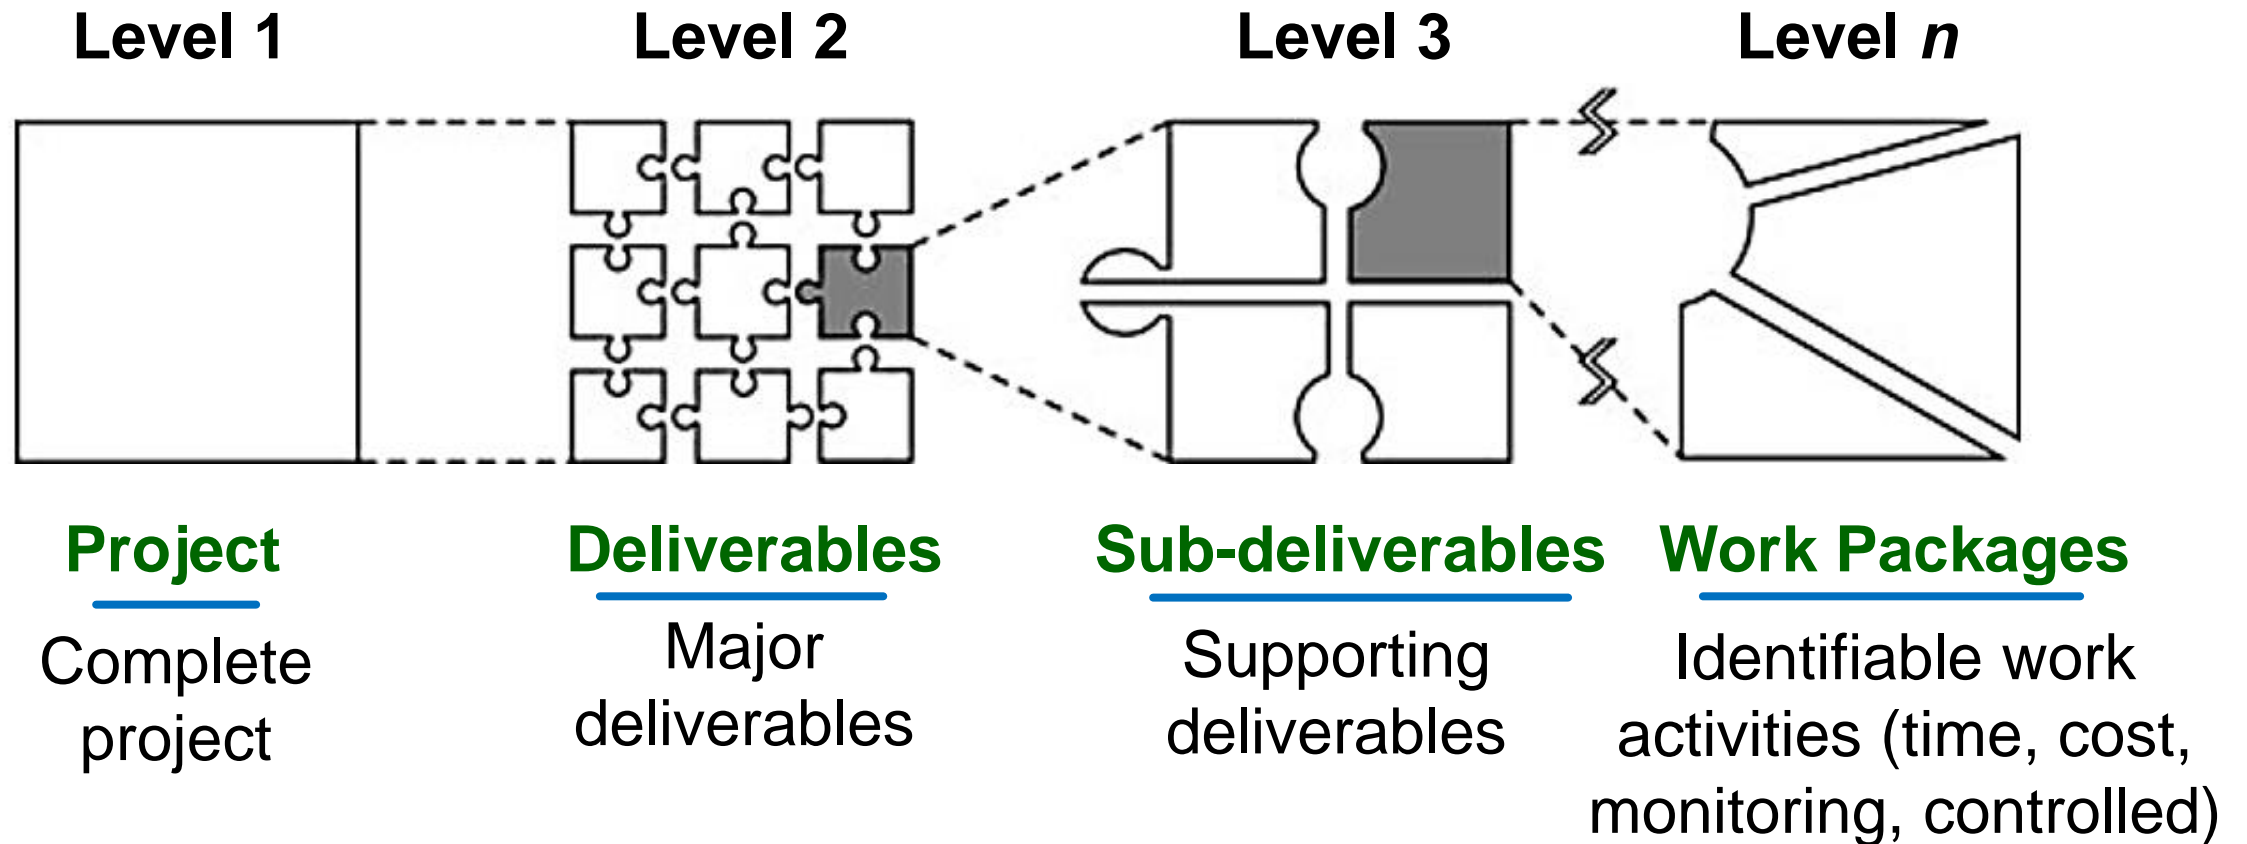 Level 1 Level 2 Level 3 Level n
Project Deliverables Sub-deliverables Work Packages
Complete
project
Major
deliverables
Supporting
deliverables
Identifiable work
activities (time, cost,
monitoring, controlled)